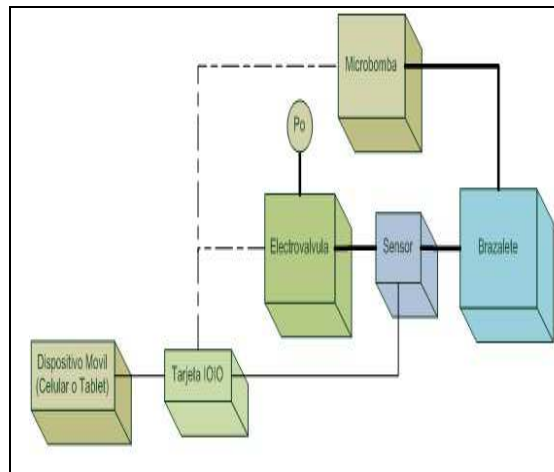 Microbomba
Po
Electrovalvula
Sensor
Brazalete
Dispositivo Movil
(Celular o Tablet)
Tarjeta IOIO